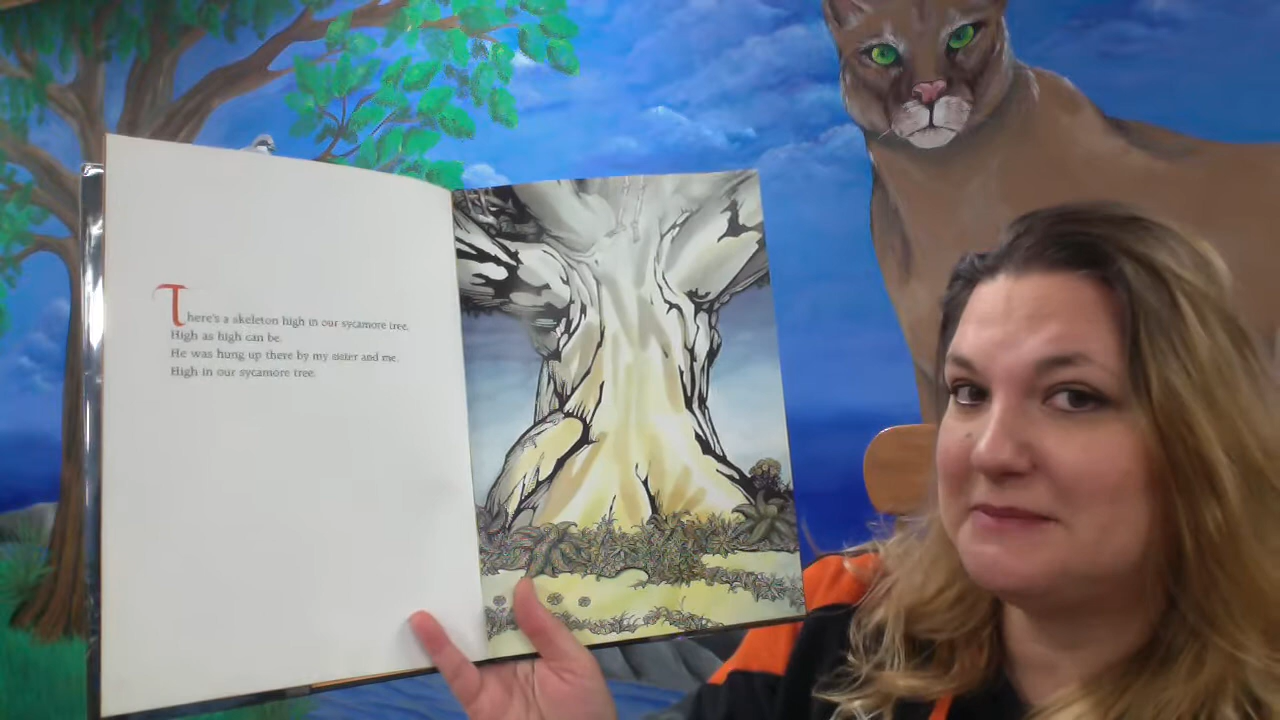 There's a skeleton high in our sycamore tree.
High as high can be.
He was hung up there by my sister and me.
High in our sycamore tree.